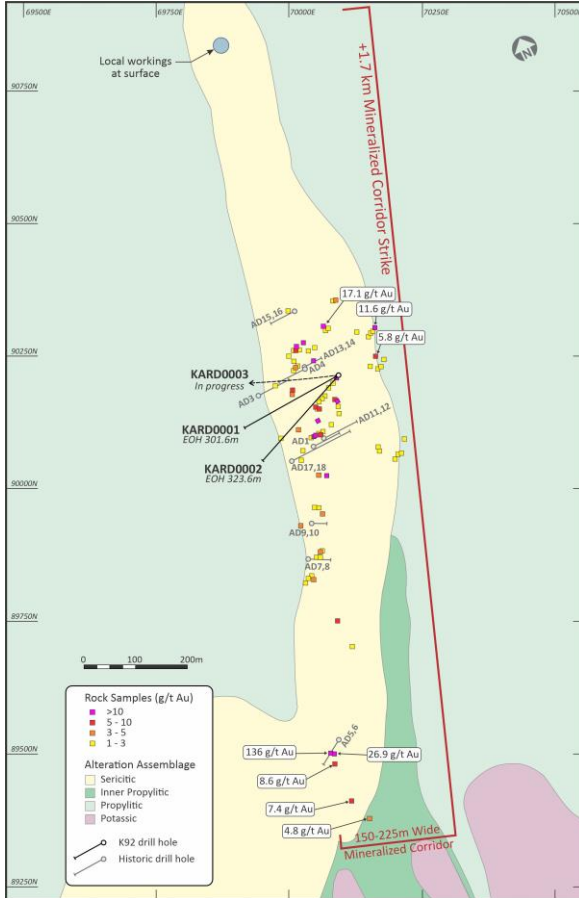 69500E
69750E
70000E
70250E
70500E
N
Local workings
at surface
90750N
+1.7 km Mineralized Corridor Strike
90500N
17.1 g/t Au
11.6 g/t Au
AD15,16
5.8 g/t Au
AD13,14
90250N
AD4
KARD0003
In progress
AD3
AD11,12
KARD0001
EOH 301.6m
AD1
KARD0002
EOH 323.6m
AD17,18
90000N
AD9,10
AD7,8
89750N
0 100 200m
Rock Samples (g/t Au)
>10
5 - 10
3 - 5
1 - 3
Alteration Assemblage
Sericitic
Inner Propylitic
Propylitic
Potassic
K92 drill hole
Historic drill hole
AD5,6
89500N
136 g/t Au
26.9 g/t Au
8.6 g/t Au
7.4 g/t Au
4.8 g/t Au
150-225m Wide
Mineralized Corridor
89250N